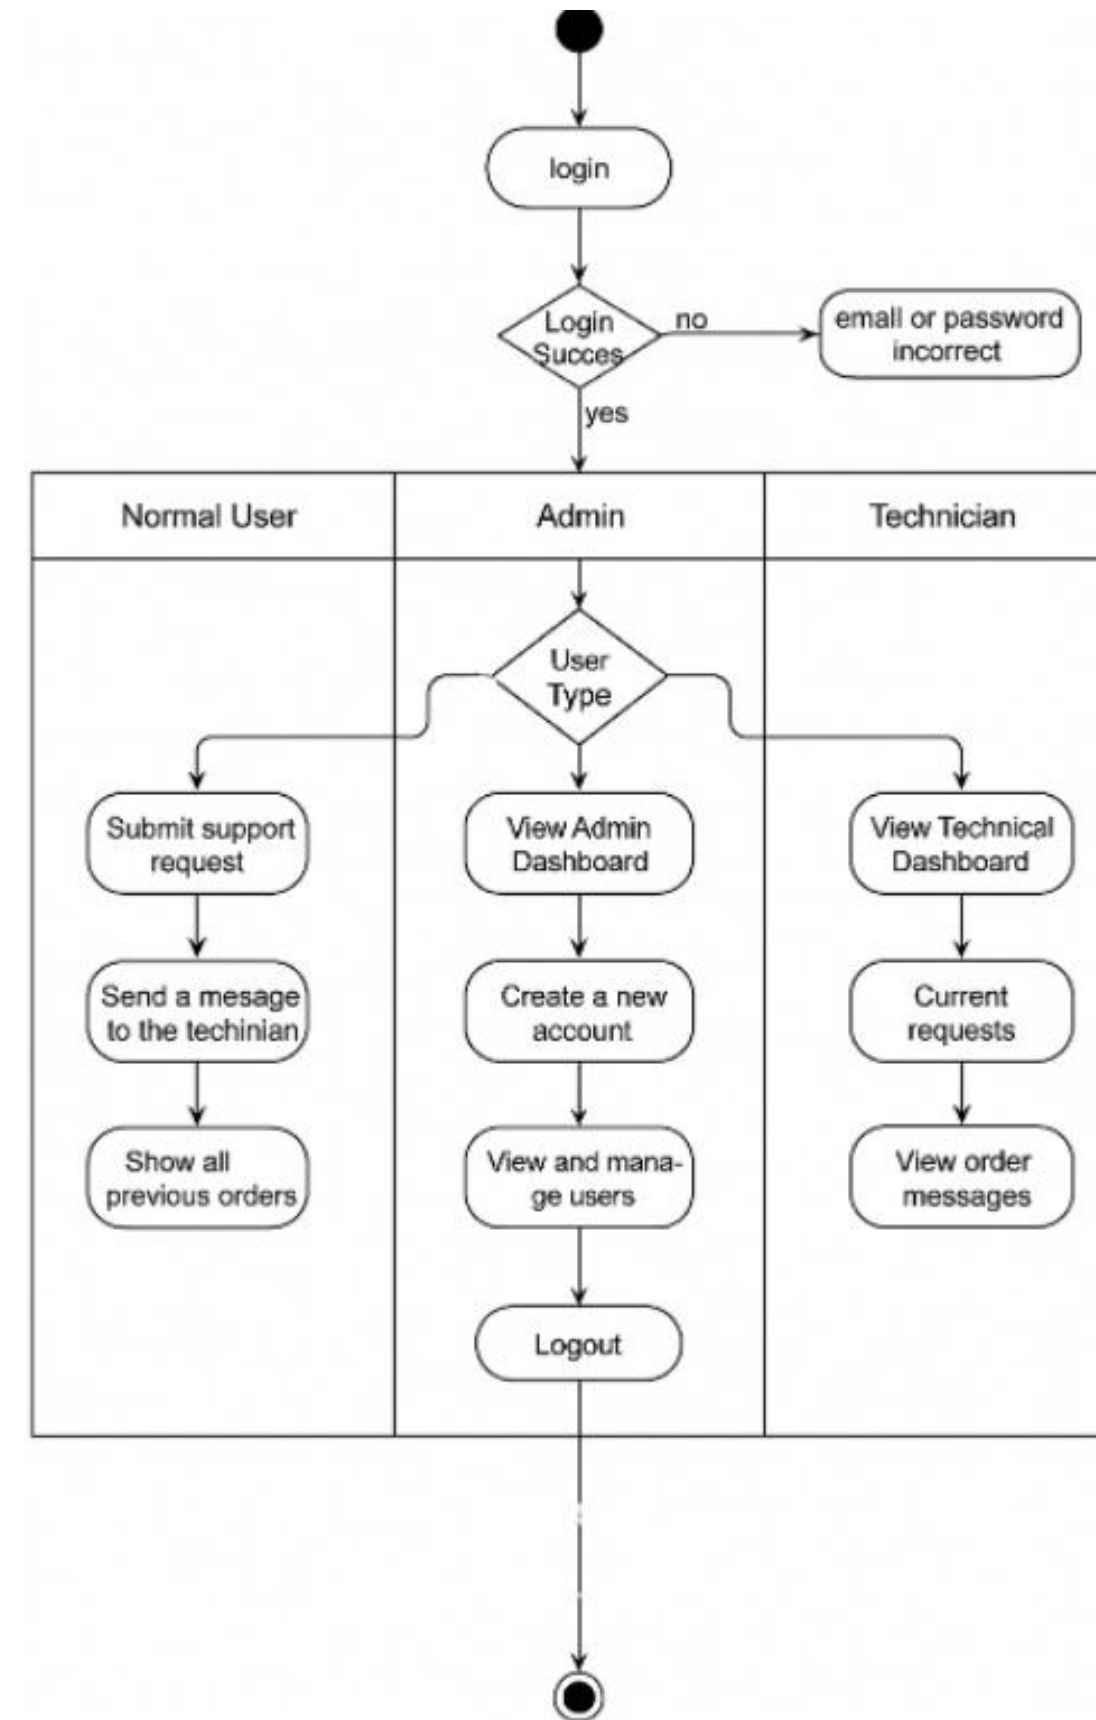 login
Login
Succes
no
emall or password
incorrect
yes
Normal User
Admin
Technician
User
Type
Submit support
request
View Admin
Dashboard
View Technical
Dashboard
Send a mesage
to the techinian
Create a new
account
Current
requests
Show all
previous orders
View and mana-
ge users
View order
messages
Logout